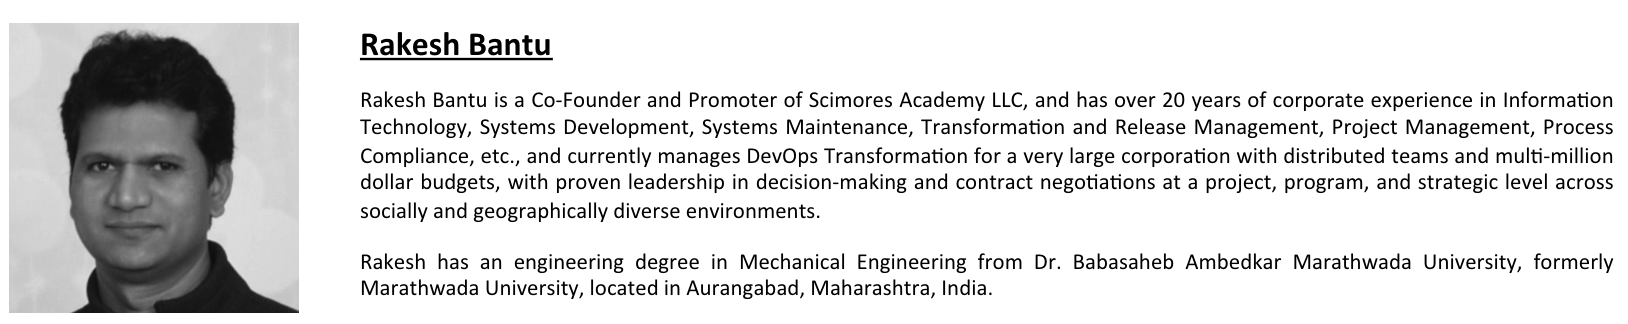 Rakesh Bantu
Rakesh Bantu is a Co-Founder and Promoter of Scimores Academy LLC, and has over 20 years of corporate experience in Information
Technology, Systems Development, Systems Maintenance, Transformation and Release Management, Project Management, Process
Compliance, etc., and currently manages DevOps Transformation for a very large corporation with distributed teams and multi-million
dollar budgets, with proven leadership in decision-making and contract negotiations at a project, program, and strategic level across
socially and geographically diverse environments.
Rakesh has an engineering degree in Mechanical Engineering from Dr. Babasaheb Ambedkar Marathwada University, formerly
Marathwada University, located in Aurangabad, Maharashtra, India.